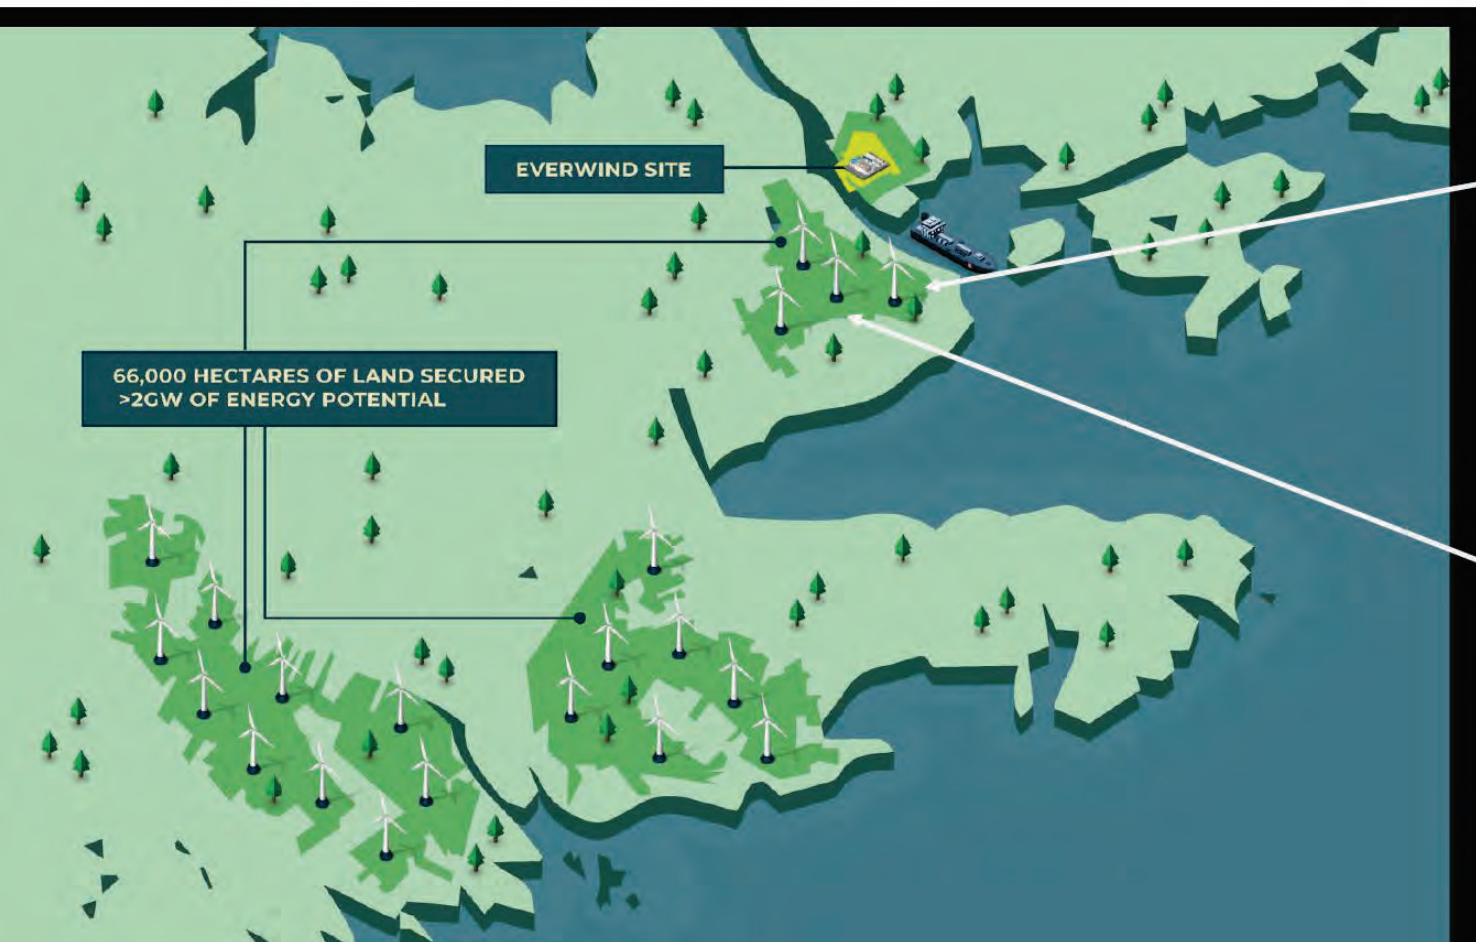 EVERWIND SITE
66,000 HECTARES OF LAND SECURED
>2GW OF ENERGY POTENTIAL